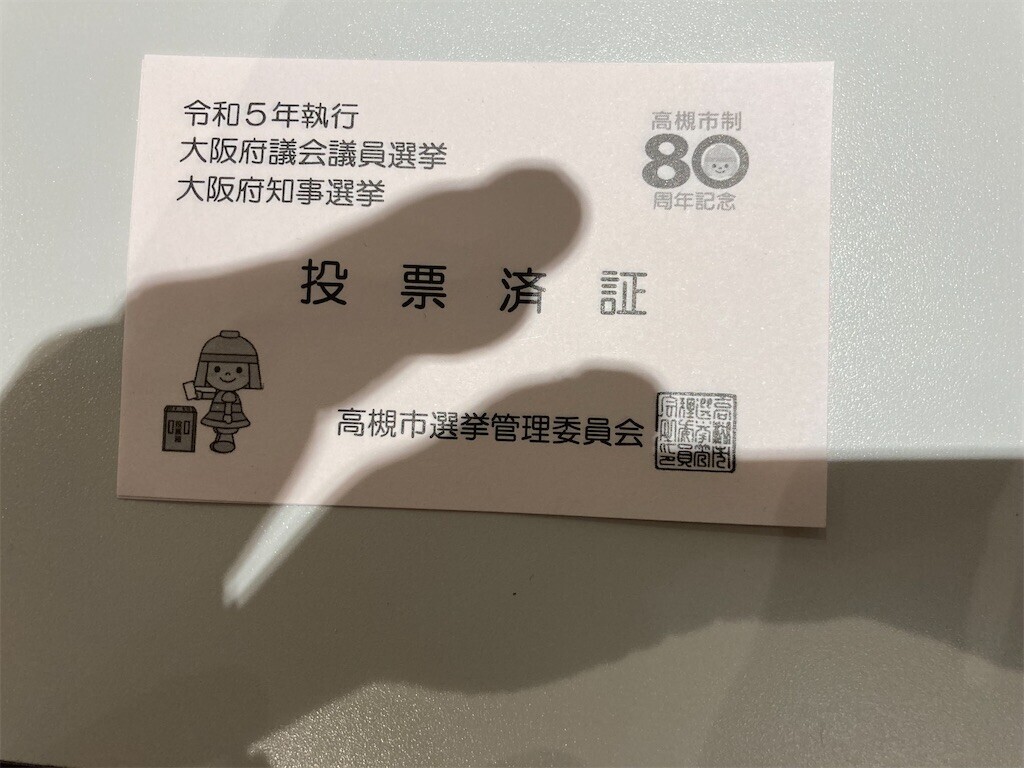 令和5年執行
大阪府議会議員選挙
大阪府知事選挙
高槻市制
80
周年記念
投票済証
高槻市選挙管理委員会